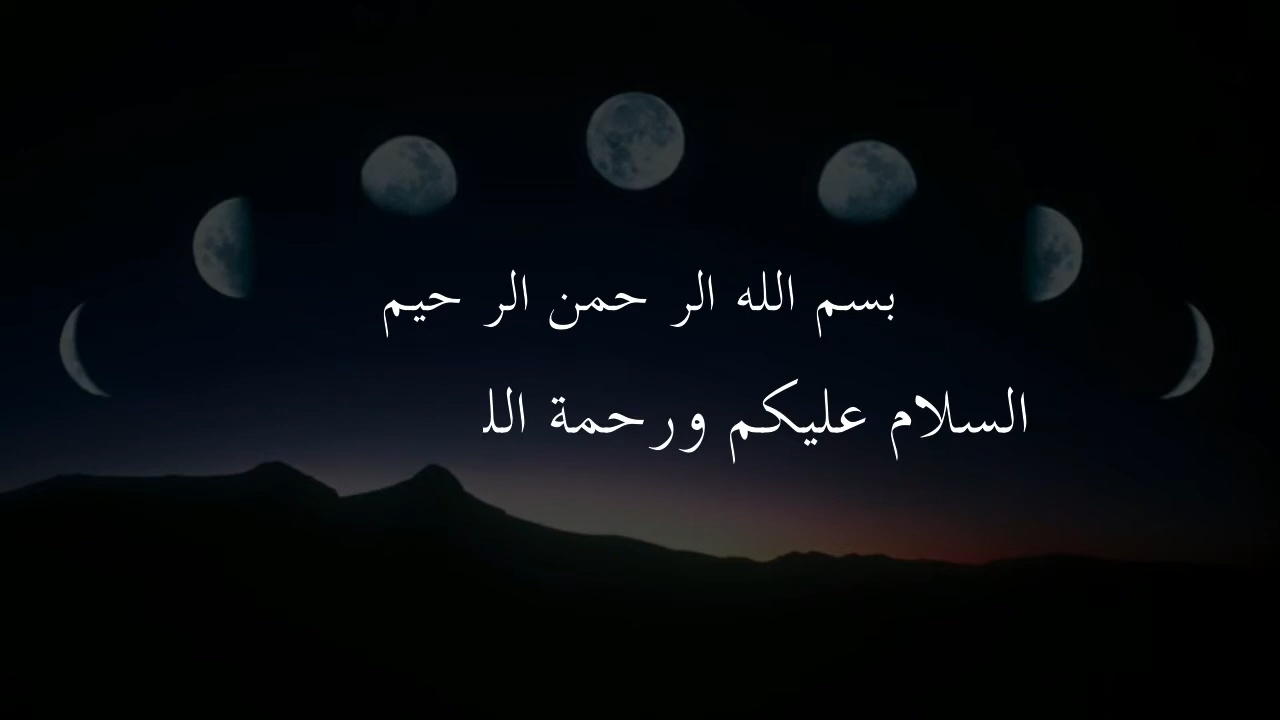 بسم الله الر حمن الر حيم
السلام عليكم ورحمة الل